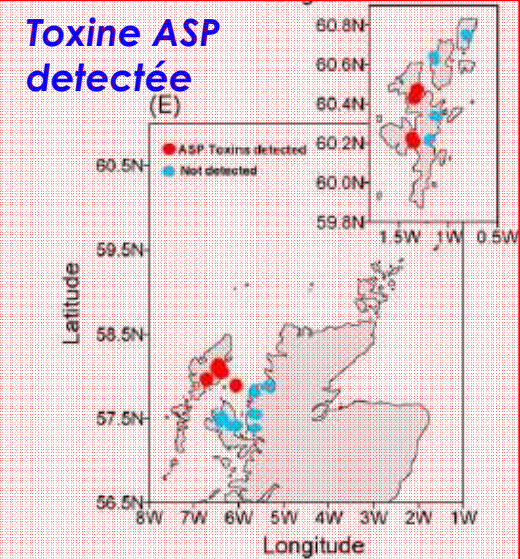 Toxine ASP
detectée
(E)
60.8N
60.6N
60.4N
60.2N
60.0N
59.8N
1.5W 1W 0.5W
ASP Toxins detected
Not detected
60.5N
59.5N
58.5N
57.5N
56.5N
Latitude
8W 7W 6W 5W 4W 3W 2W 1W
Longitude